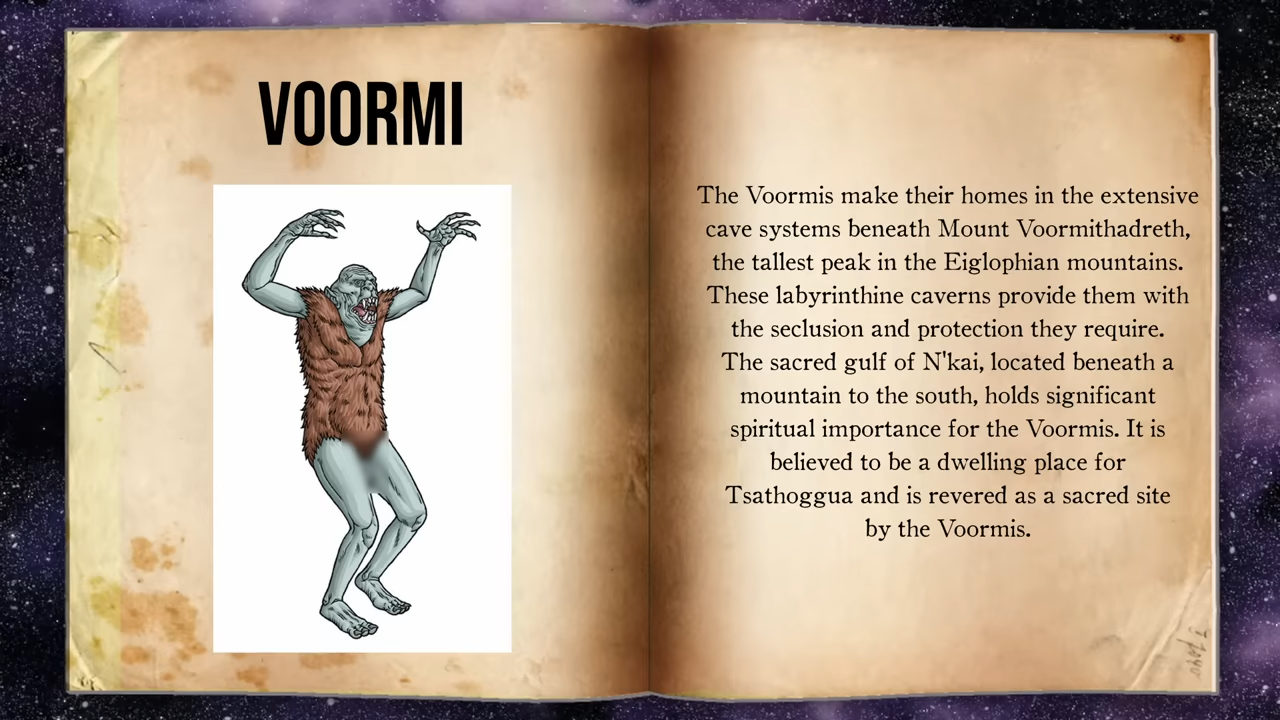 VOORMI
The Voormis make their homes in the extensive
cave systems beneath Mount Voormithadreth,
the tallest peak in the Eiglophian mountains.
These labyrinthine caverns provide them with
the seclusion and protection they require.
The sacred gulf of N'kai, located beneath a
mountain to the south, holds significant
spiritual importance for the Voormis. It is
believed to be a dwelling place for
Tsathoggua and is revered as a sacred site
by the Voormis.